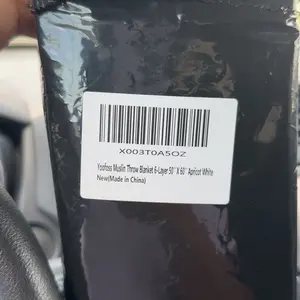 X003T0A5OZ
Yoofoss Muslin Throw Blanket 6-Layer 50" X 60" Apricot White
New(Made in China)